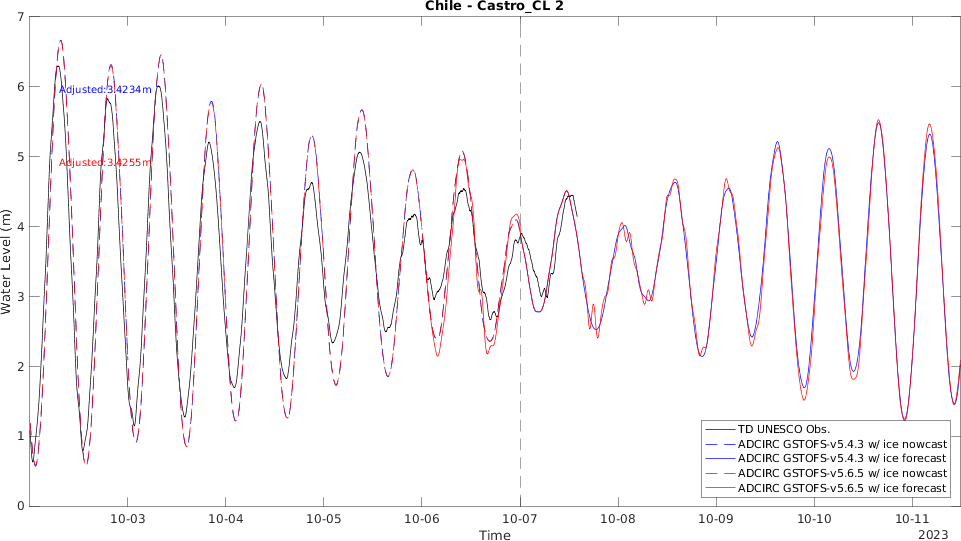 Chile - Castro_CL 2
7
6
5
4
3
2
1
0
Water Level (m)
Adjusted:3.4234m
Adjusted:3.4255m
TD UNESCO Obs.
ADCIRC GSTOFS-v5.4.3 w/ ice nowcast
ADCIRC GSTOFS-v5.4.3 w/ ice forecast
ADCIRC GSTOFS-v5.6.5 w/ ice nowcast
ADCIRC GSTOFS-v5.6.5 w/ ice forecast
10-03 10-04 10-05 10-06 10-07 10-08 10-09 10-10 10-11
Time
2023